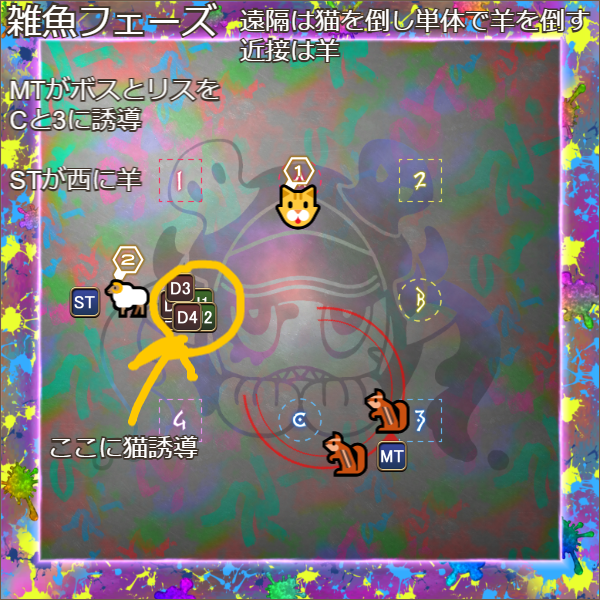 雑魚フェーズ
遠隔は猫を倒し単体で羊を倒す
近接は羊
MTがボスとリスを
Cと3に誘導
STが西に羊
1
1
2
2
ST
D3
D4
2
B
4
C
3
MT
ここに猫誘導